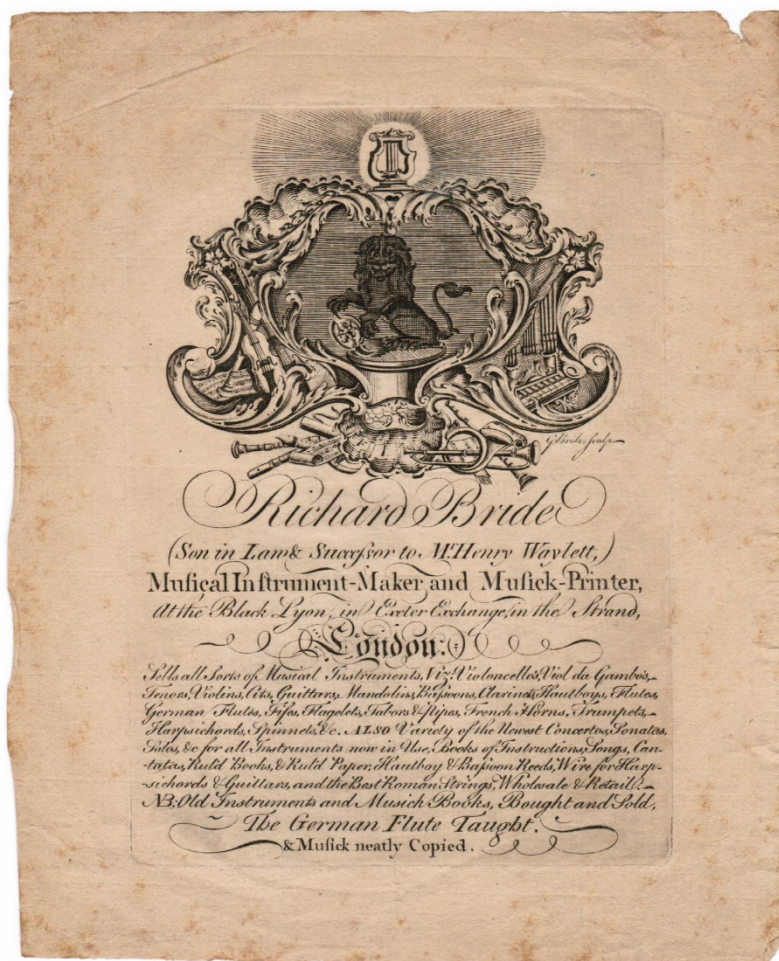 G. Bride, sculp.
Richard Bride
(Son in Law & Succeſsor to Mr. Henry Waylett,)
Muſical Inſtrument-Maker and Muſick-Printer,
At the Black Lyon, in Exeter Exchange, in the Strand,
London.
Sells all Sorts of Musical Instruments, Viz. Violoncellos, Viol da Gambo's,
Tenors, Violins, Cits, Guittars, Mandolins, Baſsoons, Clarinets, Hautboys, Flutes,
German Flutes, Fifes, Flagelets, Tabors & Pipes, French Horns, Trumpets,
Harpsichords, Spinnets, &c. ALSO Variety of the Newest Concertos, Sonatas,
Solos, &c for all Instruments now in Use, Books of Instructions, Songs, Can-
-tatas, Rul'd Books, & Rul'd Paper, Hautboy & Baſsoon Reeds, Wire for Harp-
-sichords & Guittars, and the Best Roman Strings, Wholesale & Retail.
NB: Old Instruments and Musick Books, Bought and Sold,
The German Flute Taught.
& Muſick neatly Copied.